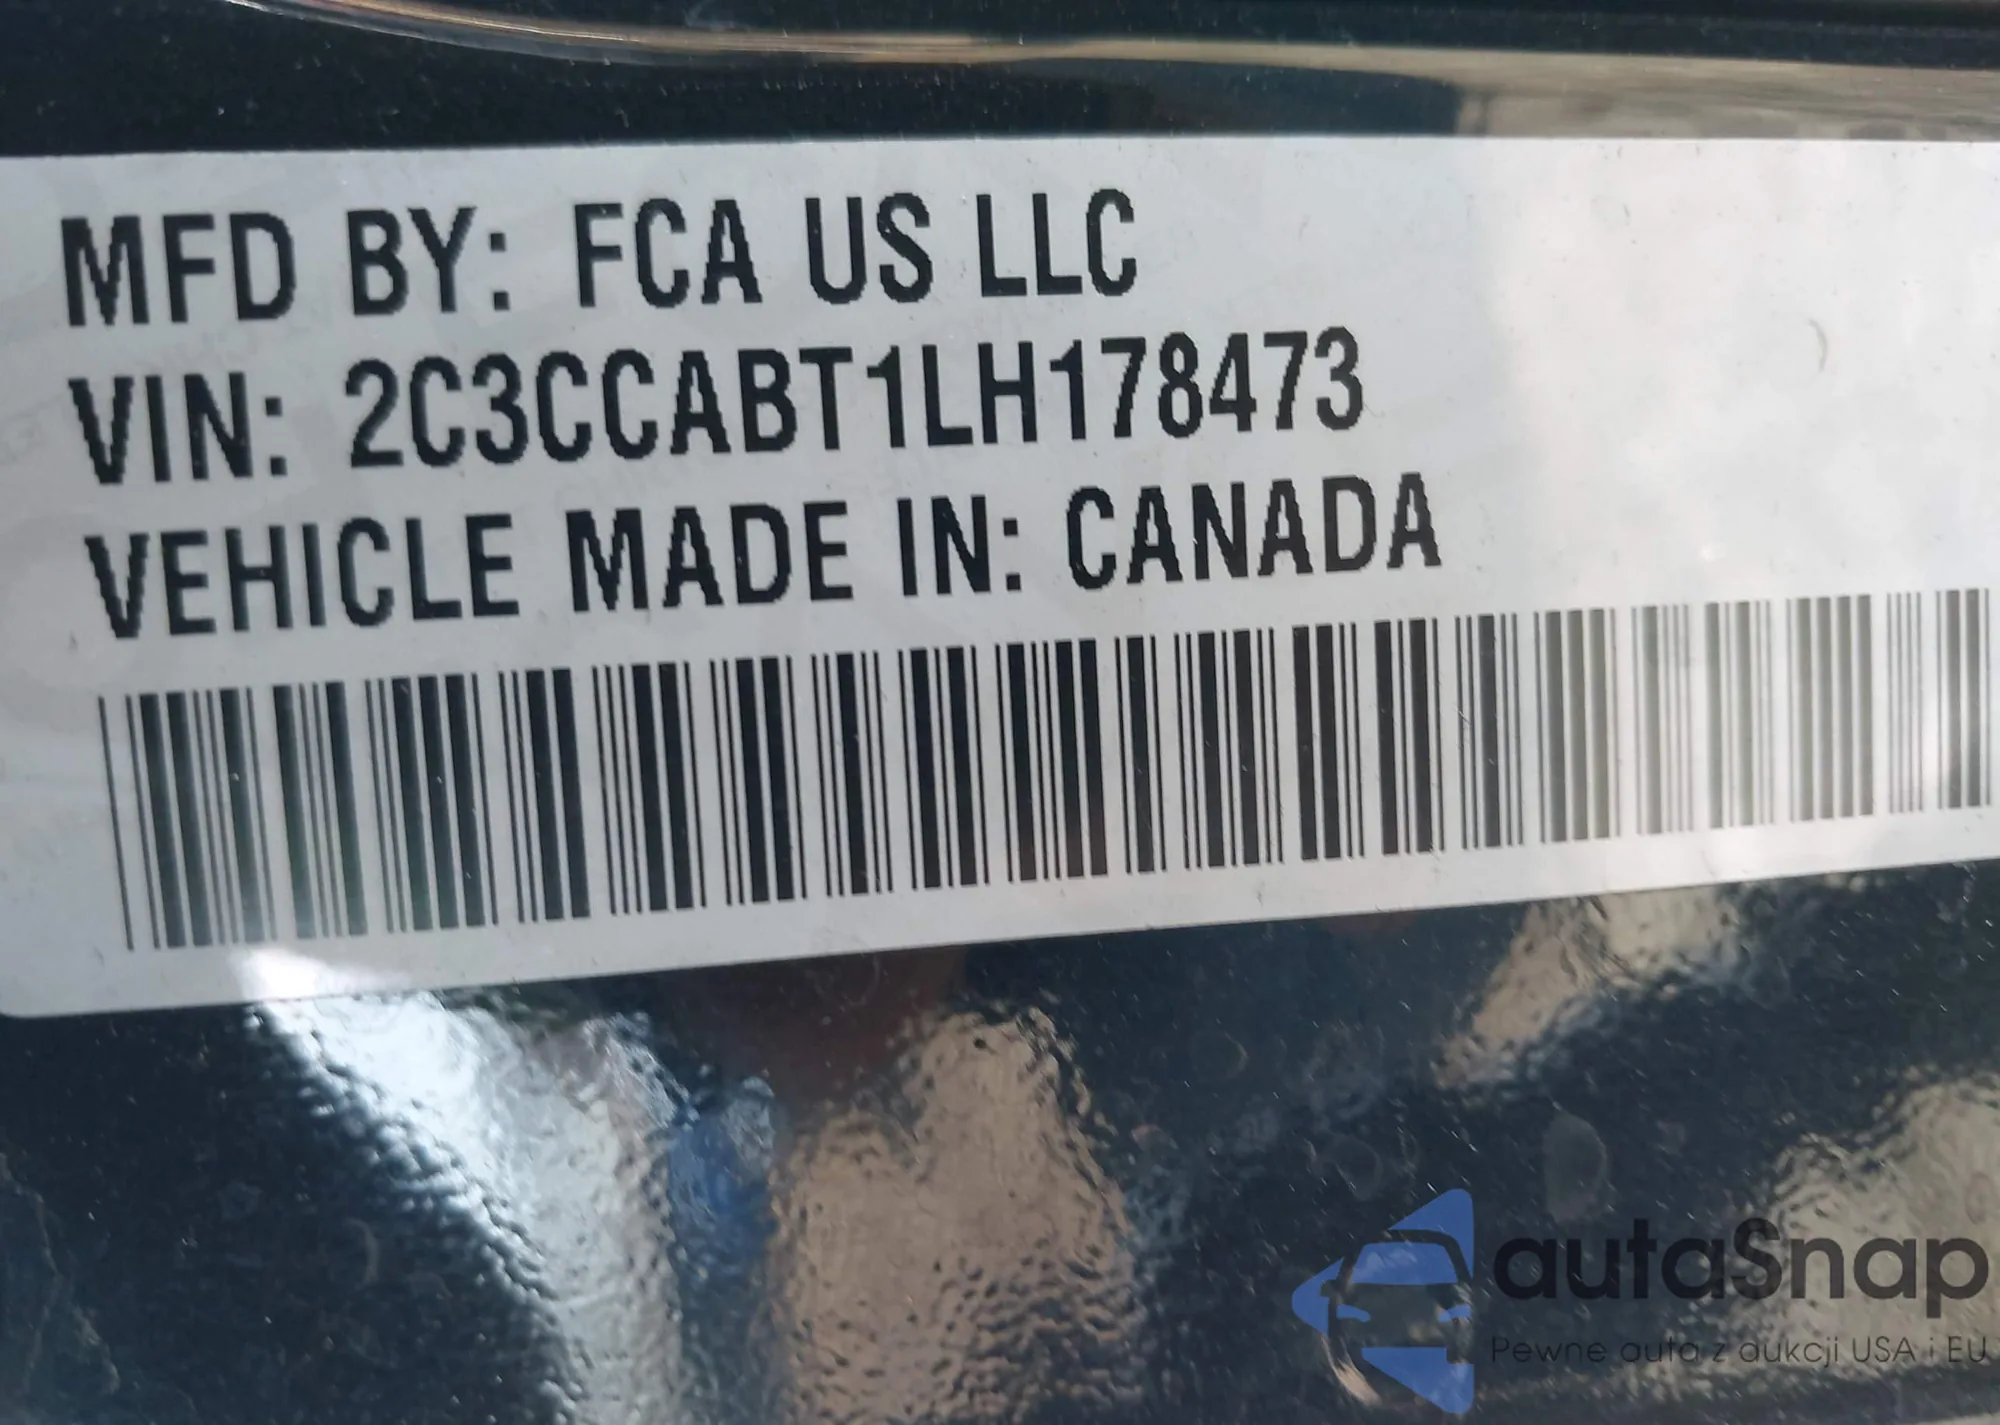 MFD BY: FCA US LLC
VIN: 2C3CCABT1LH178473
VEHICLE MADE IN: CANADA
autaSnap
Pewne auta z aukcji USA i EU